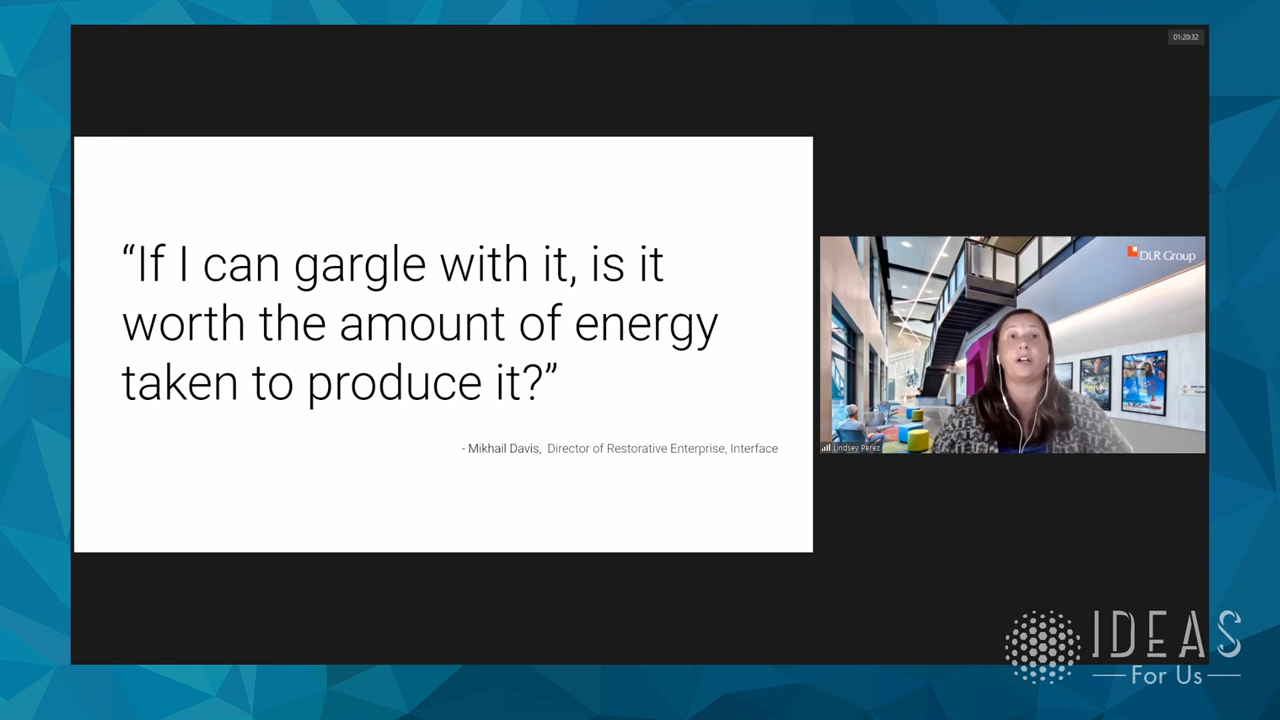 01:20:32
“If I can gargle with it, is it
worth the amount of energy
taken to produce it?”
- Mikhail Davis, Director of Restorative Enterprise, Interface
DLR Group
Lindsey Perez
IDEAS
For Us